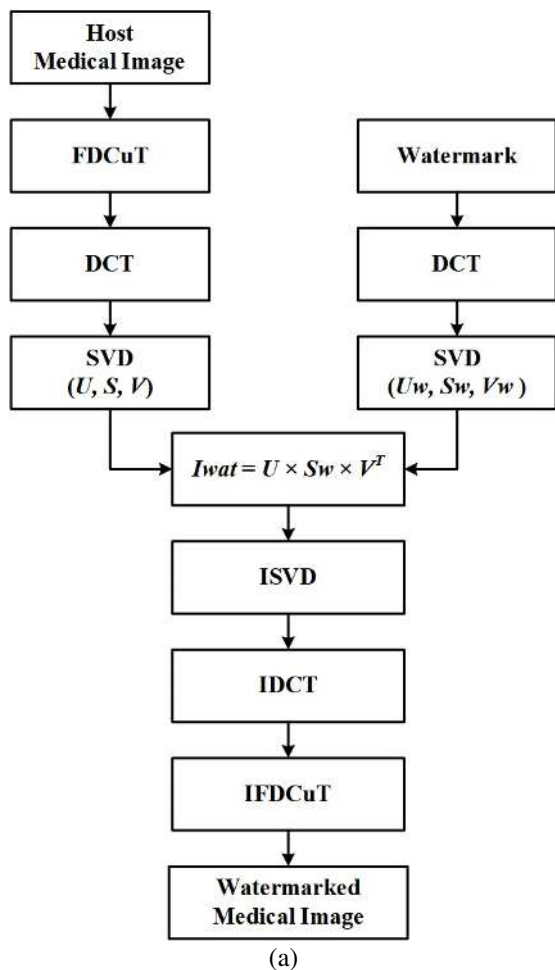 Host
Medical Image
FDCuT
Watermark
DCT
DCT
SVD
(U, S, V)
SVD
(Uw, Sw, Vw )
Iwat = U × Sw × V^T
ISVD
IDCT
IFDCuT
Watermarked
Medical Image
(a)